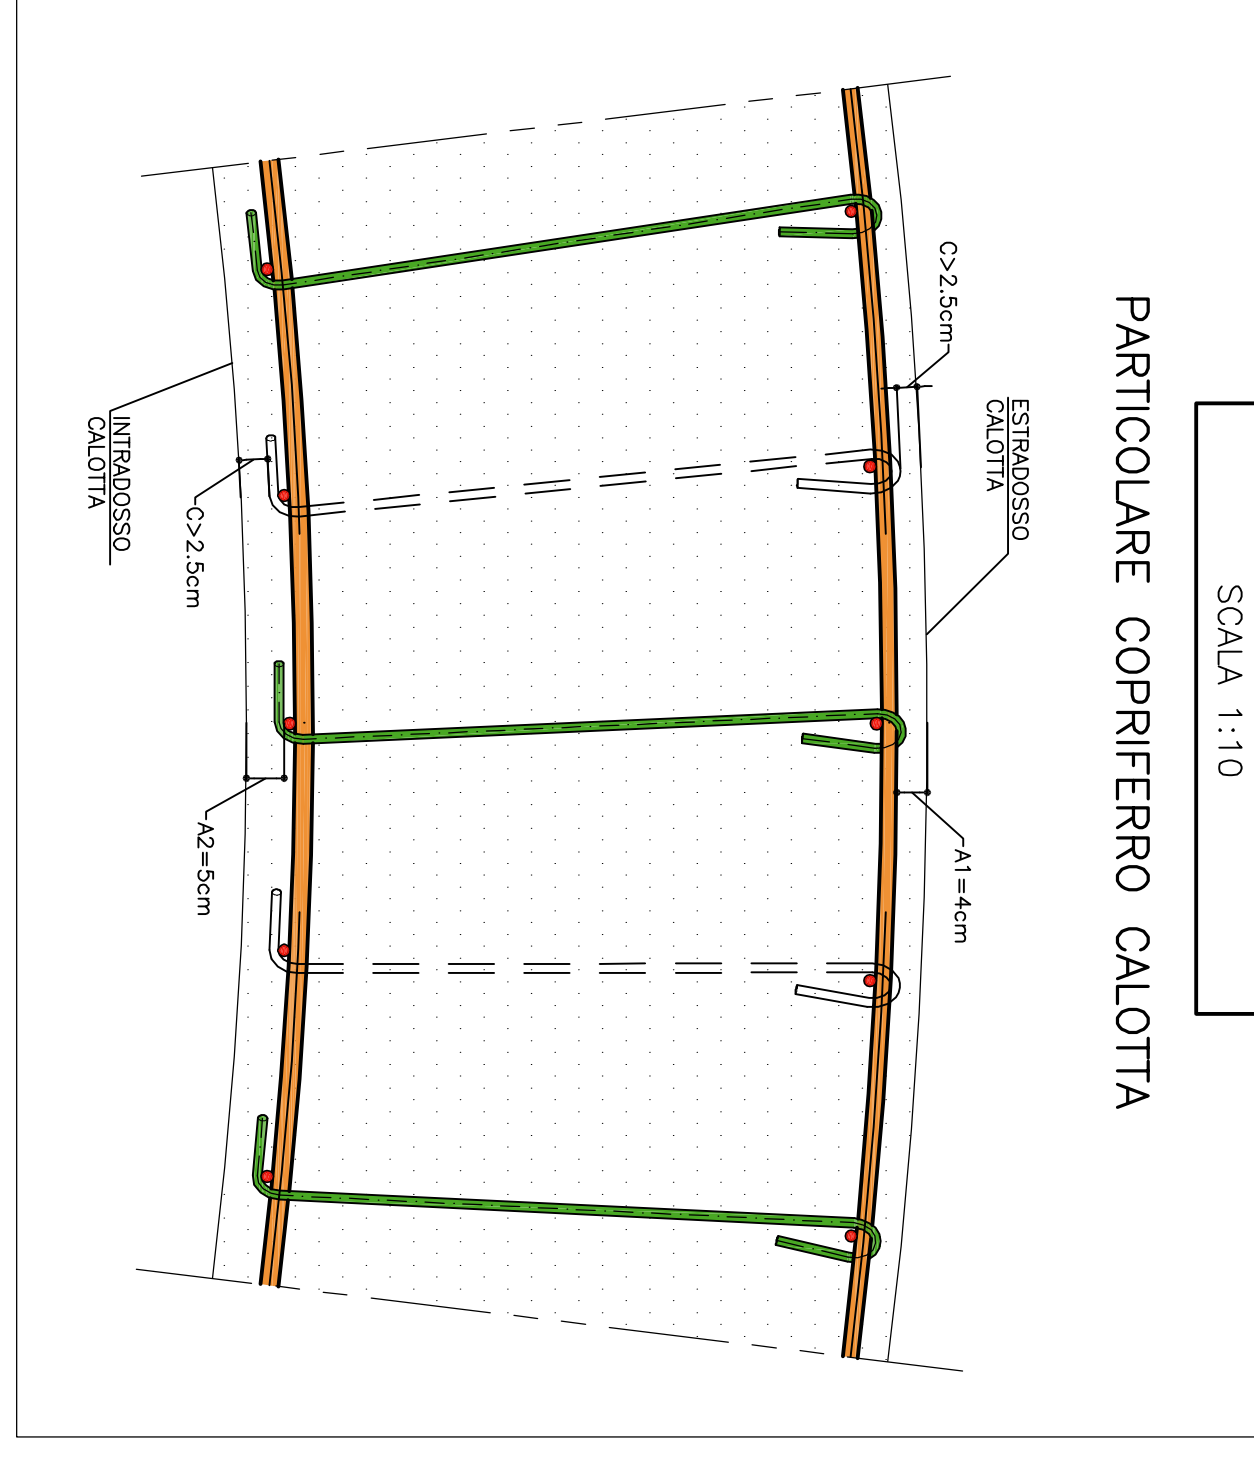 SCALA 1:10
PARTICOLARE COPRIFERRO CALOTTA
ESTRADOSSO
CALOTTA
C>2.5cm
A1=4cm
INTRADOSSO
CALOTTA
C>2.5cm
A2=5cm